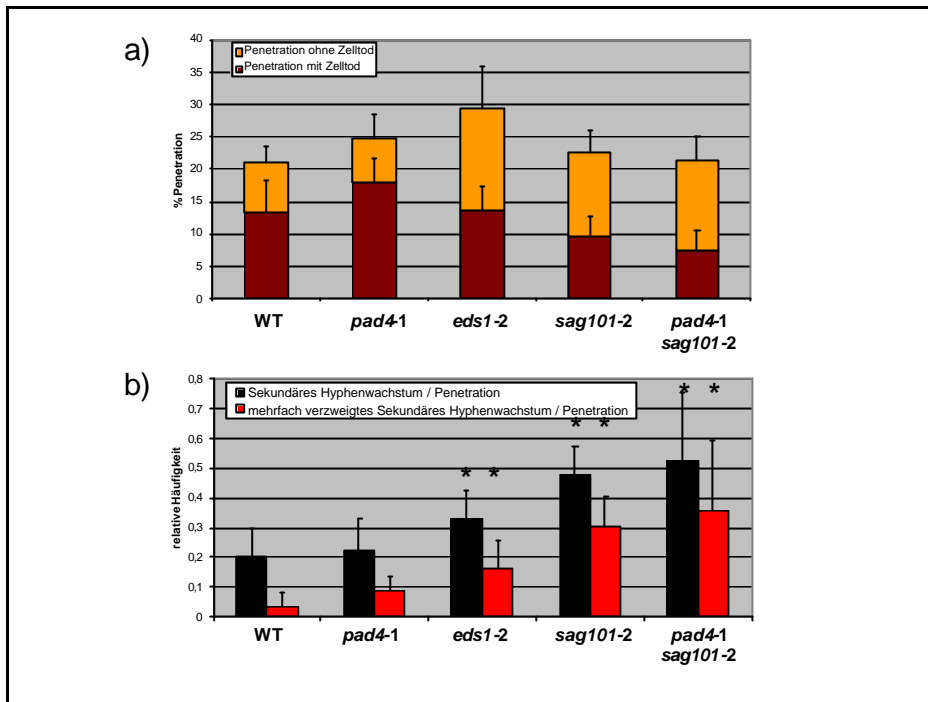 a)
40
35
30
25
20
15
10
5
0
% Penetration
Penetration ohne Zelltod
Penetration mit Zelltod
WT pad4-1 eds1-2 sag101-2 pad4-1
sag101-2
b)
0,8
0,7
0,6
0,5
0,4
0,3
0,2
0,1
0
relative Häufigkeit
Sekundäres Hyphenwachstum / Penetration
mehrfach verzweigtes Sekundäres Hyphenwachstum / Penetration
* *
* *
* *
WT pad4-1 eds1-2 sag101-2 pad4-1
sag101-2